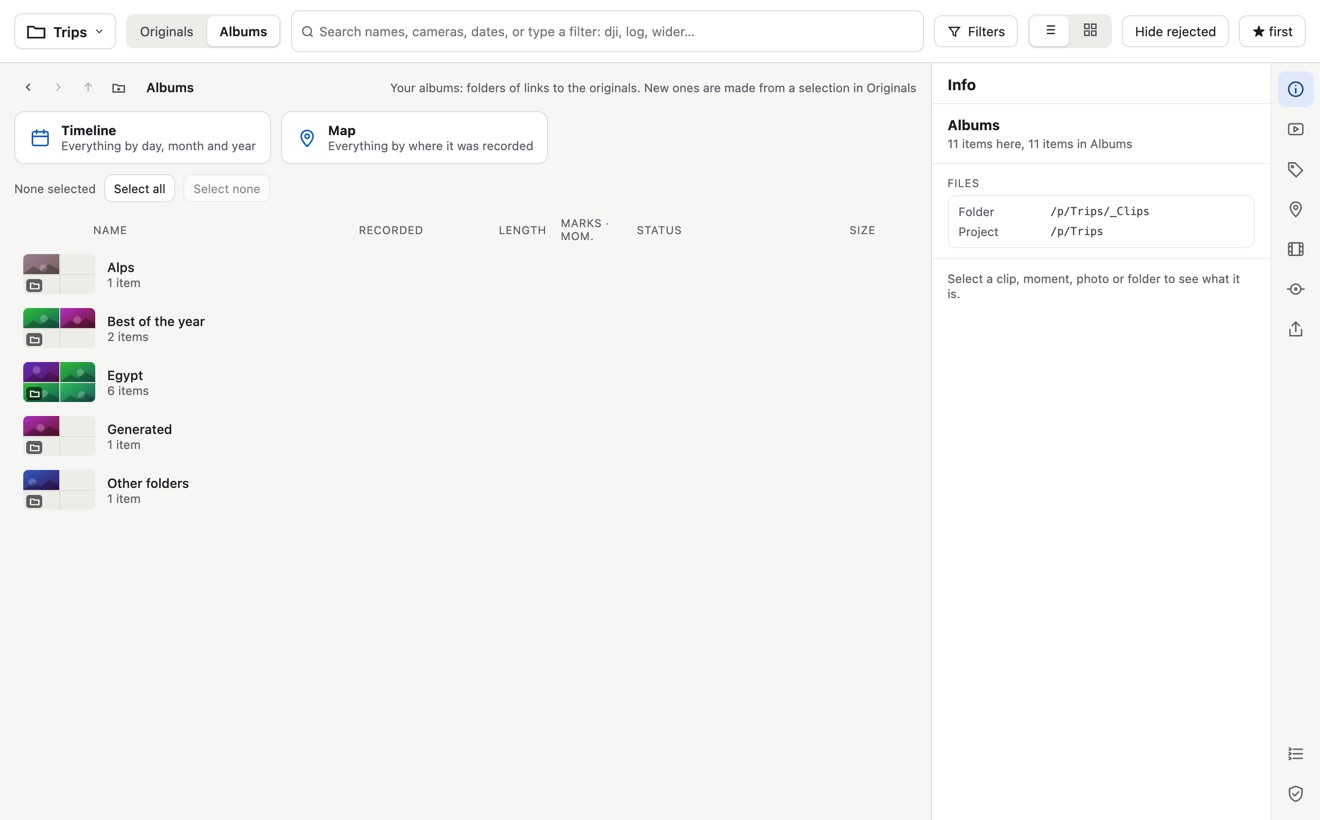 Trips
Originals
Albums
Search names, cameras, dates, or type a filter: dji, log, wider...
Filters
Hide rejected
★ first
Albums
Your albums: folders of links to the originals. New ones are made from a selection in Originals
Timeline
Everything by day, month and year
Map
Everything by where it was recorded
None selected
Select all
Select none
NAME
RECORDED
LENGTH
MARKS ·
MOM.
STATUS
SIZE
Alps
1 item
Best of the year
2 items
Egypt
6 items
Generated
1 item
Other folders
1 item
Info
Albums
11 items here, 11 items in Albums
FILES
Folder /p/Trips/_Clips
Project /p/Trips
Select a clip, moment, photo or folder to see what it
is.